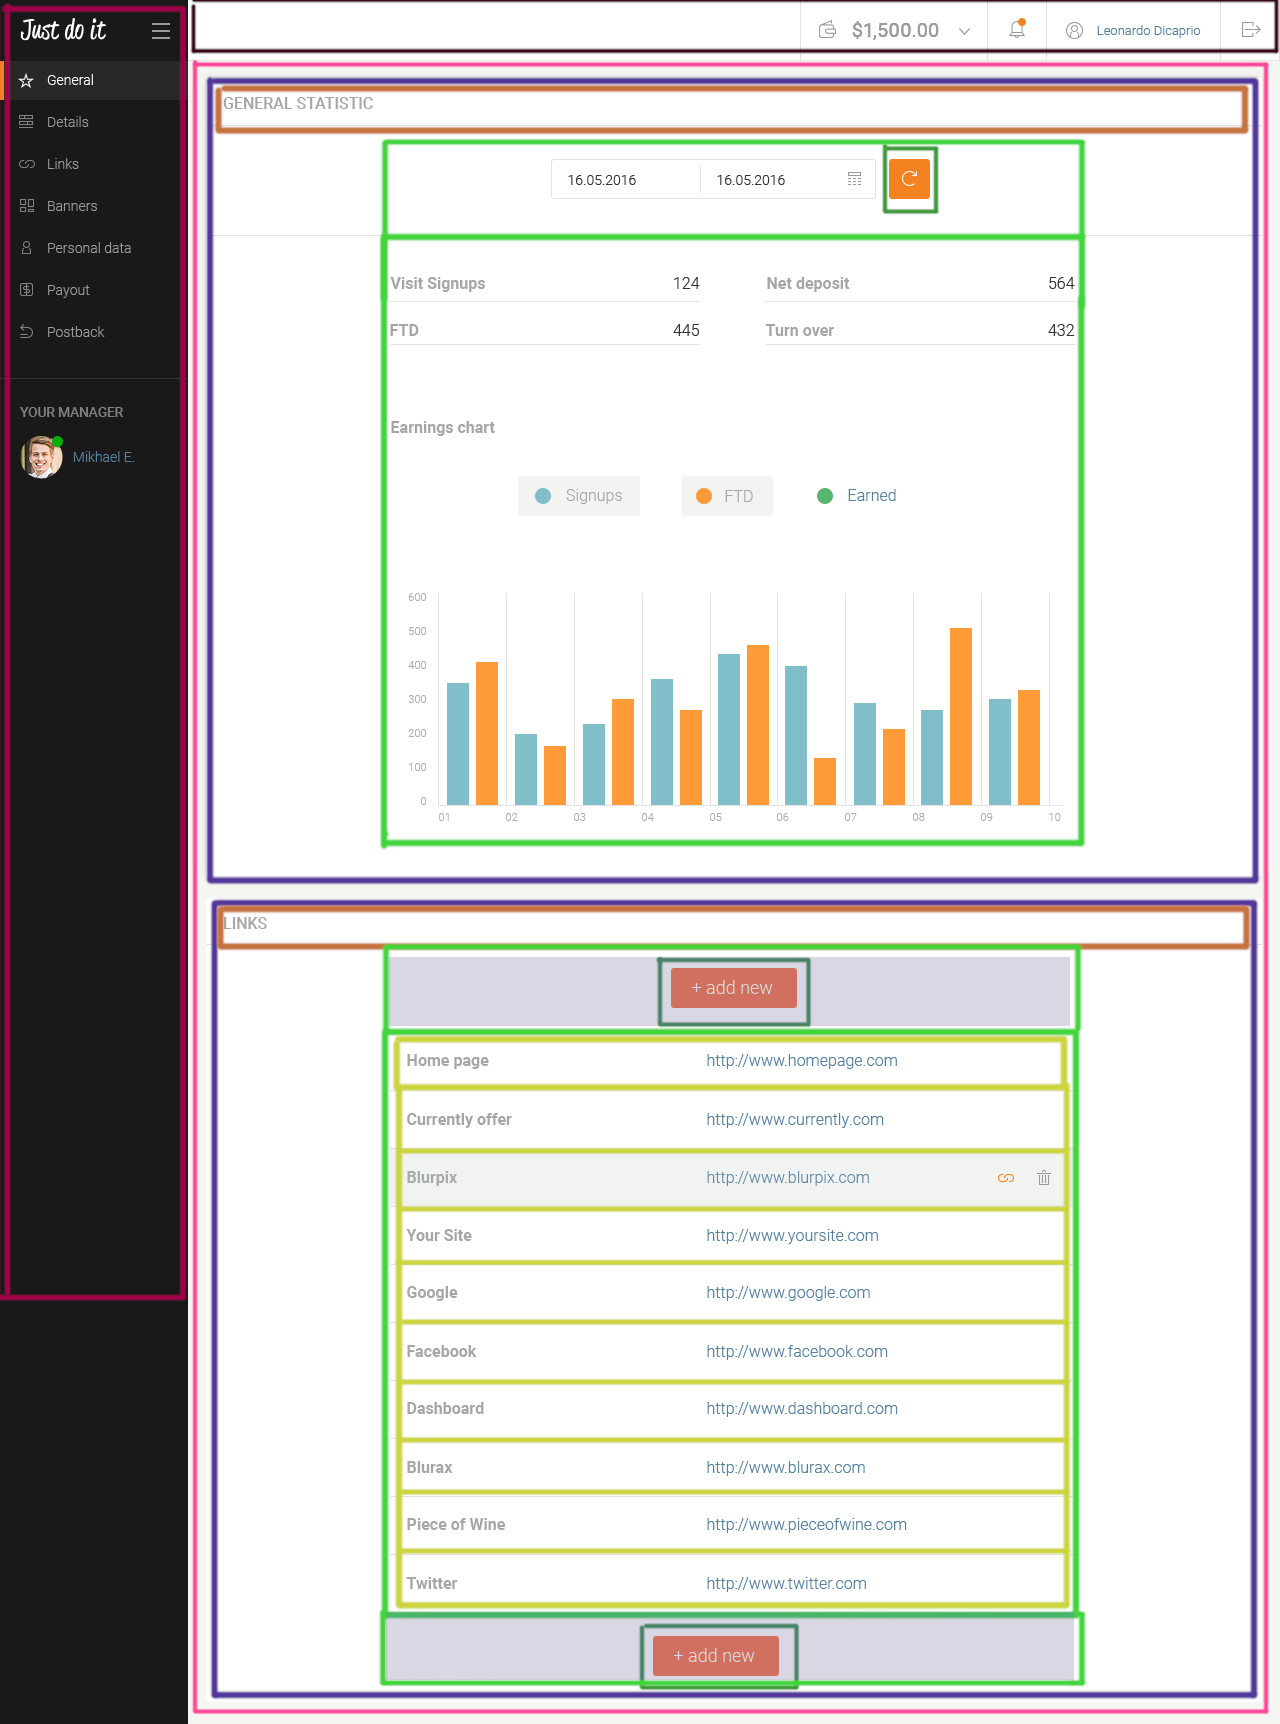 Just do it
$1,500.00
Leonardo Dicaprio
General
Details
Links
Banners
Personal data
Payout
Postback
YOUR MANAGER
Mikhael E.
GENERAL STATISTIC
16.05.2016 16.05.2016
Visit Signups 124 Net deposit 564
FTD 445 Turn over 432
Earnings chart
Signups FTD Earned
600
500
400
300
200
100
0
01 02 03 04 05 06 07 08 09 10
LINKS
+ add new
Home page http://www.homepage.com
Currently offer http://www.currently.com
Blurpix http://www.blurpix.com
Your Site http://www.yoursite.com
Google http://www.google.com
Facebook http://www.facebook.com
Dashboard http://www.dashboard.com
Blurax http://www.blurax.com
Piece of Wine http://www.pieceofwine.com
Twitter http://www.twitter.com
+ add new